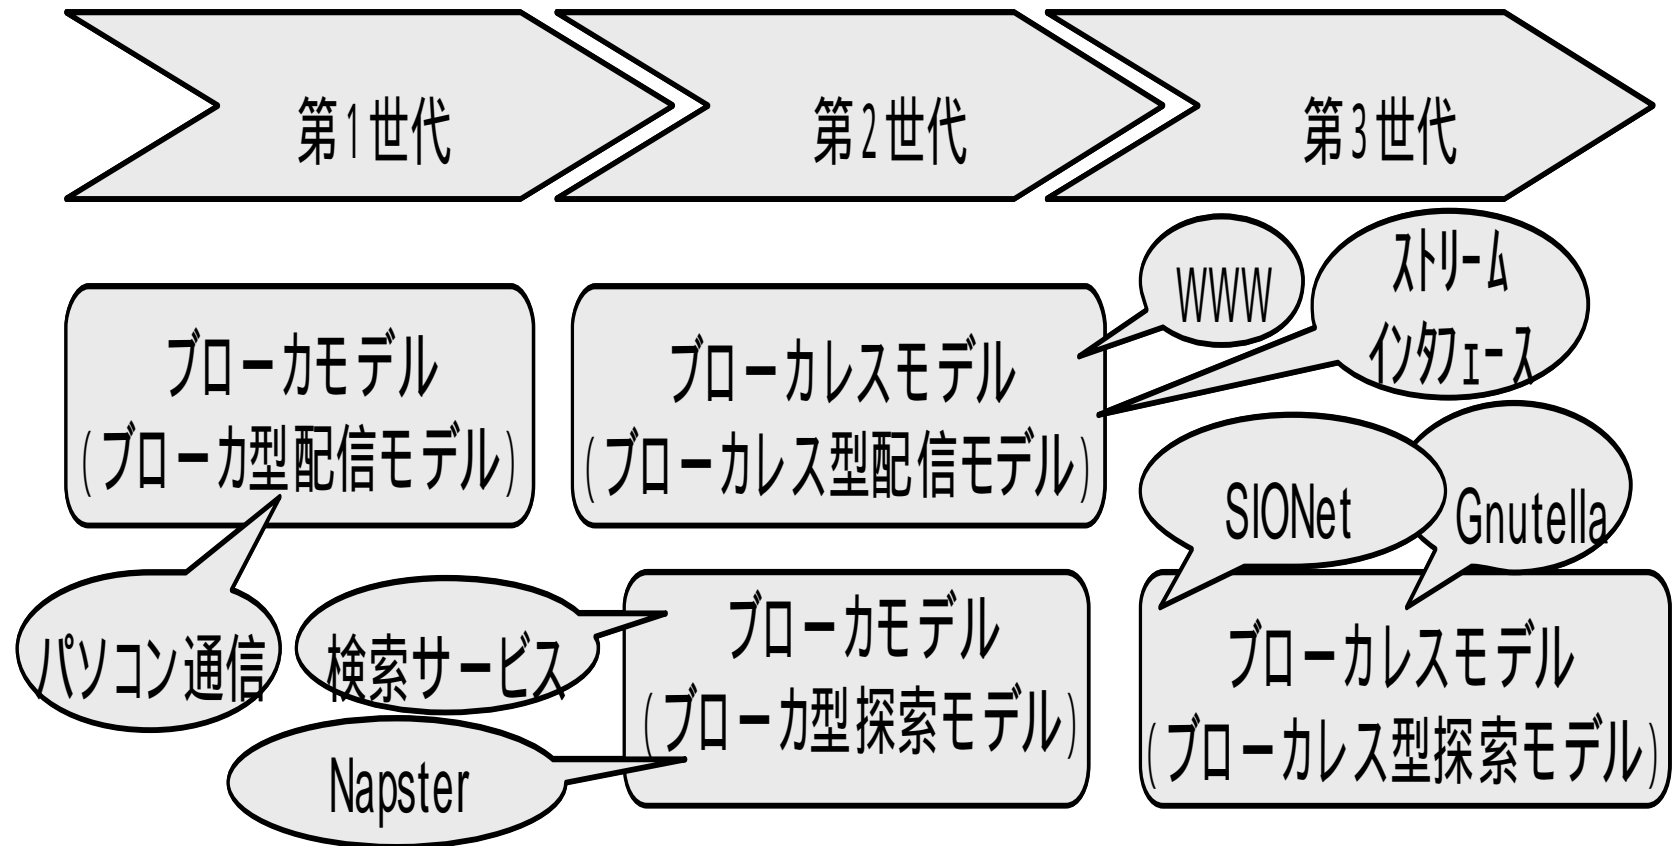 第1世代
第2世代
第3世代
WWW
ストリーム
インタフェース
ブローカモデル
(ブローカ型配信モデル)
ブローカレスモデル
(ブローカレス型配信モデル)
SIONet
Gnutella
パソコン通信
検索サービス
ブローカモデル
(ブローカ型探索モデル)
ブローカレスモデル
(ブローカレス型探索モデル)
Napster